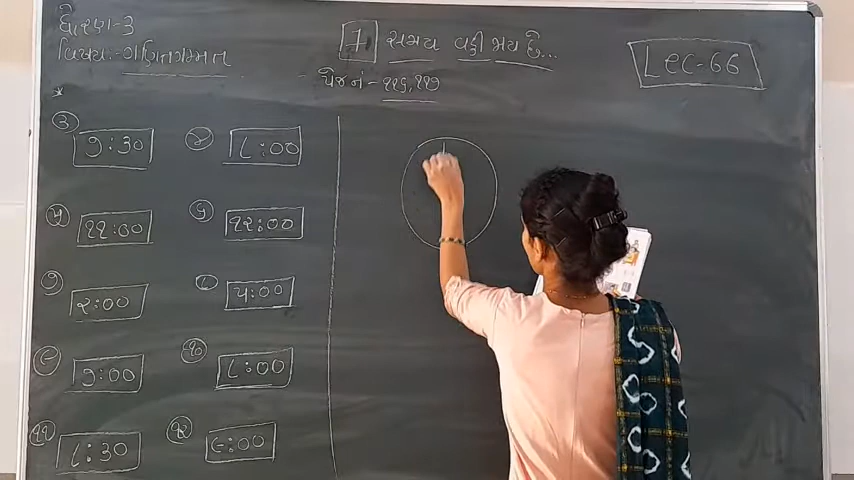 ધોરણ-૩
વિષય:-ગણિતગમ્મત
7 સમય વહી જાય છે...
પેજ નં - ૧૧૬,૧૧૭
Lec-66
*
૩ ૭:૩૦ ૪ ૮:૦૦
૫ ૧૧:૦૦ ૬ ૧૨:૦૦
૭ ૨:૦૦ ૮ ૫:૦૦
૯ ૭:૦૦ ૧૦ ૮:૦૦
૧૧ ૮:૩૦ ૧૨ ૯:૦૦